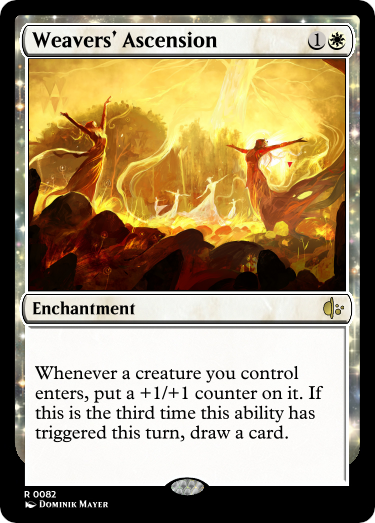 Weavers' Ascension 1
Enchantment
Whenever a creature you control
enters, put a +1/+1 counter on it. If
this is the third time this ability has
triggered this turn, draw a card.
R 0082
Dominik Mayer